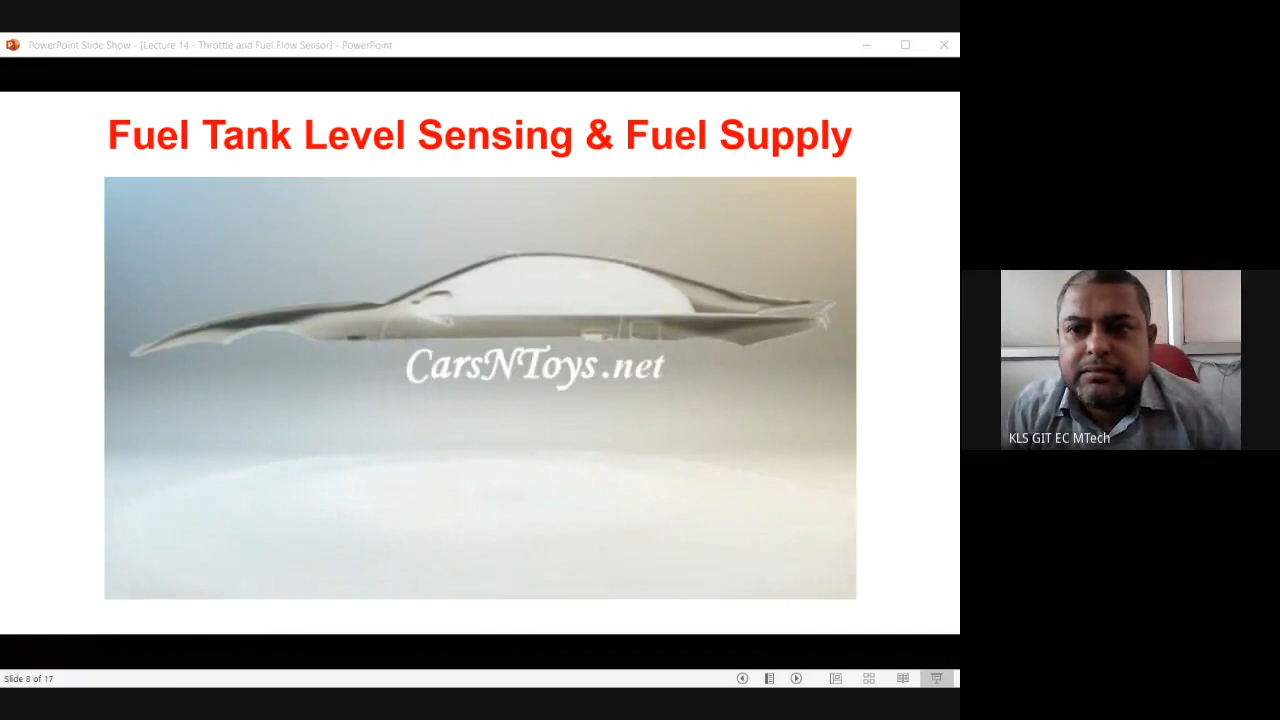 PowerPoint Slide Show - [Lecture 14 - Throttle and Fuel Flow Sensor] - PowerPoint
Fuel Tank Level Sensing & Fuel Supply
CarsNToys.net
KLS GIT EC MTech
Slide 8 of 17